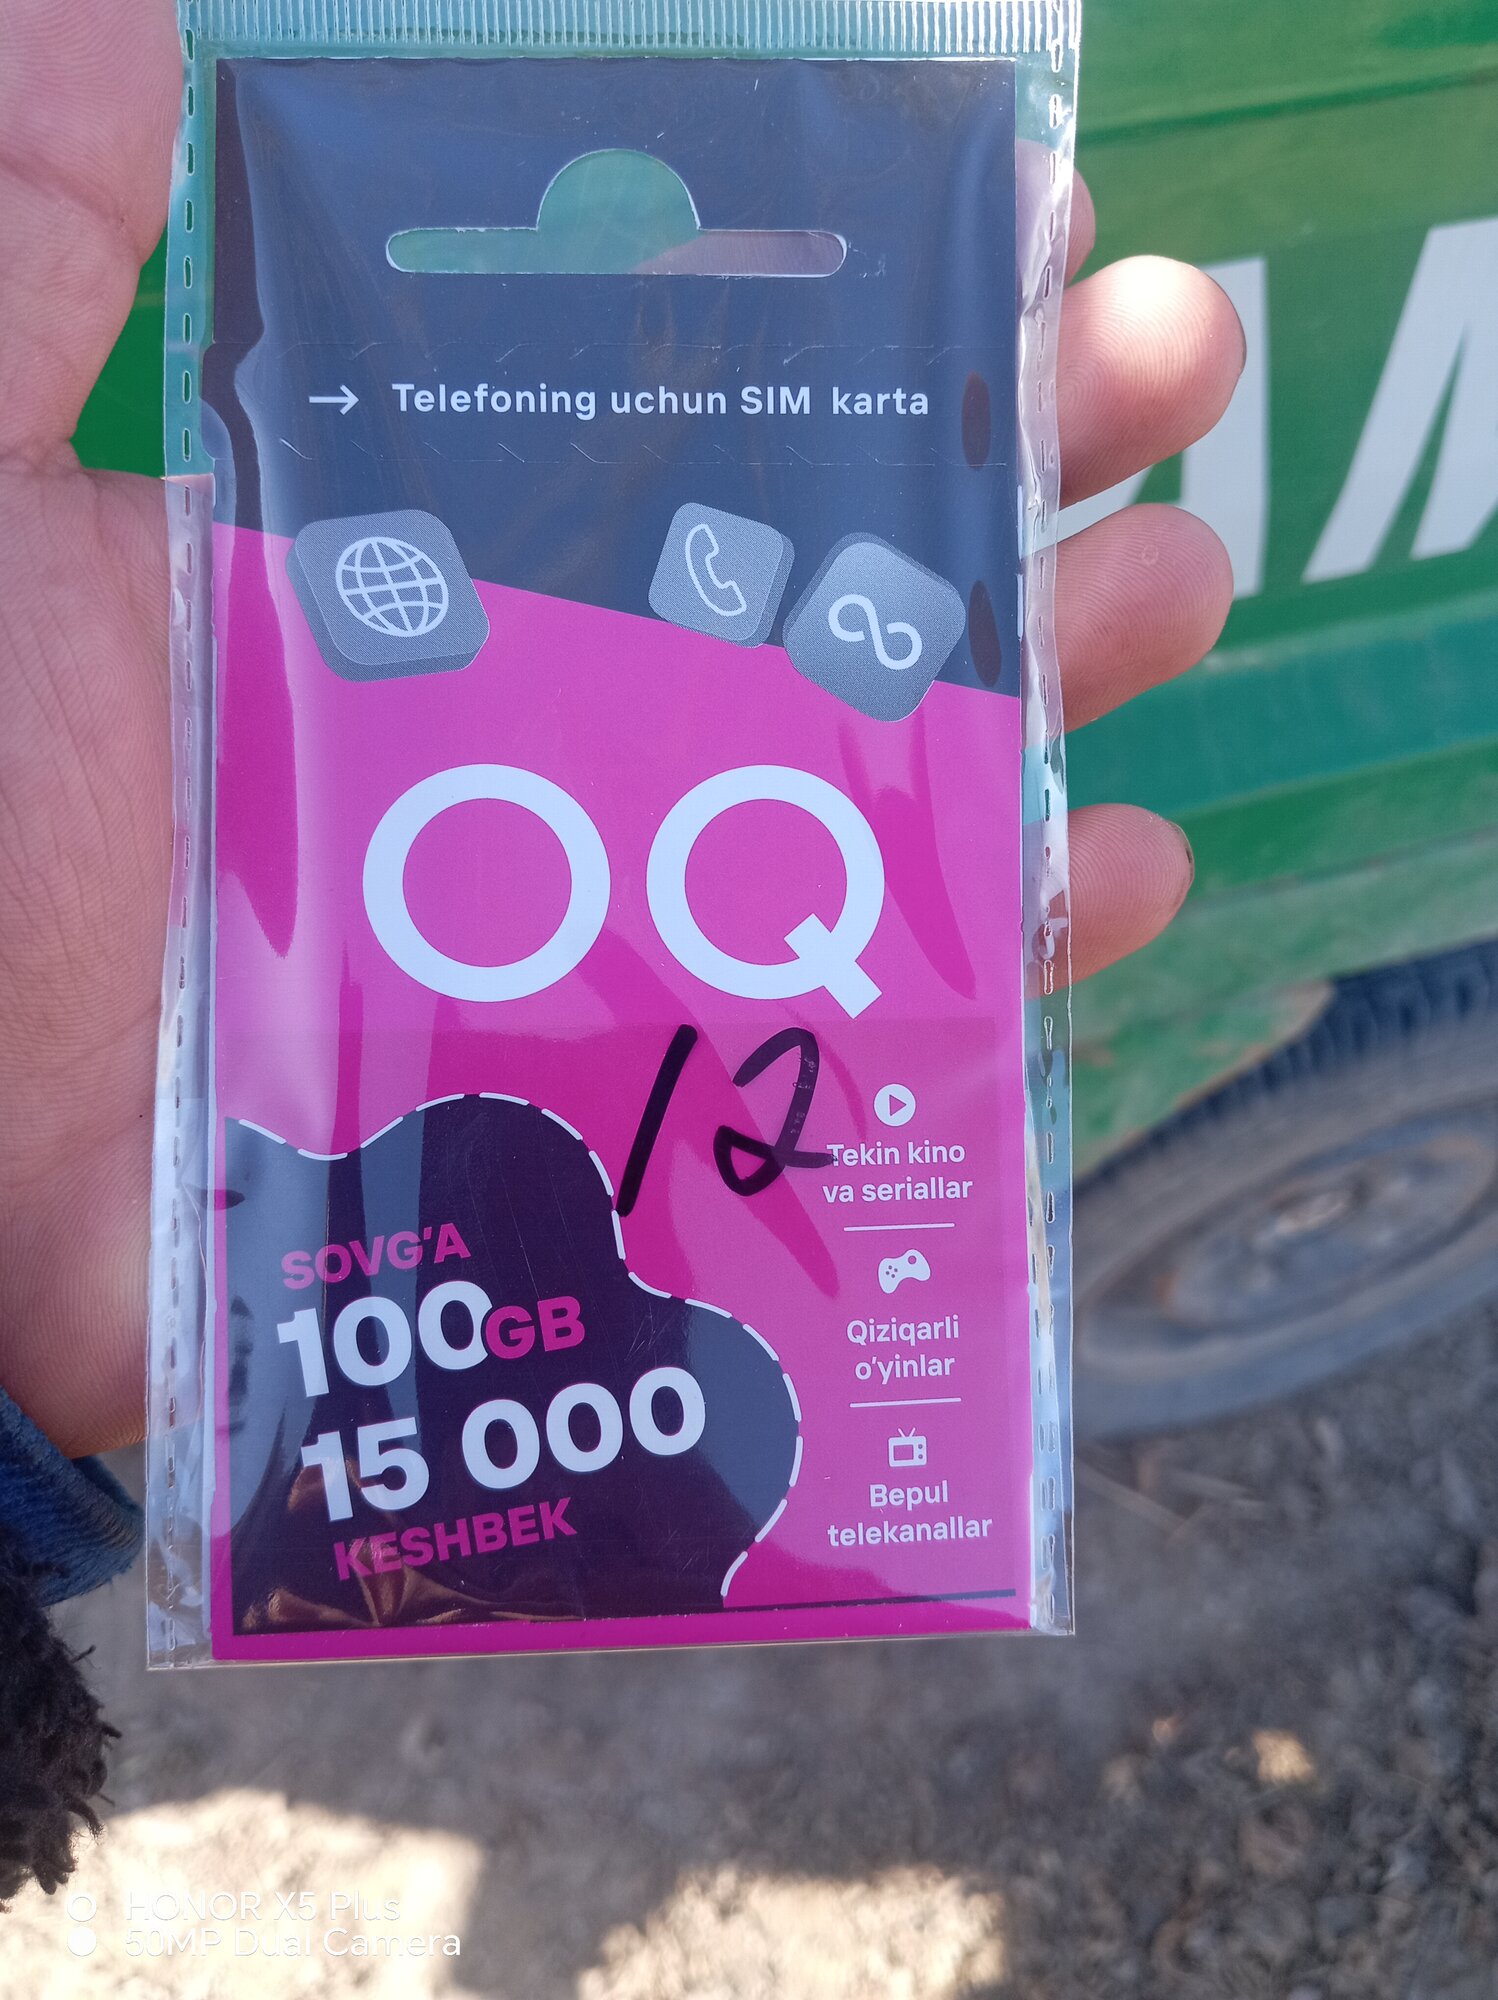 → Telefoning uchun SIM karta
OQ
12
Tekin kino
va seriallar
Qiziqarli
o'yinlar
Bepul
telekanallar
SOVG'A
100GB
15 000
KESHBEK
AM
HONOR X5 Plus
50MP Dual Camera